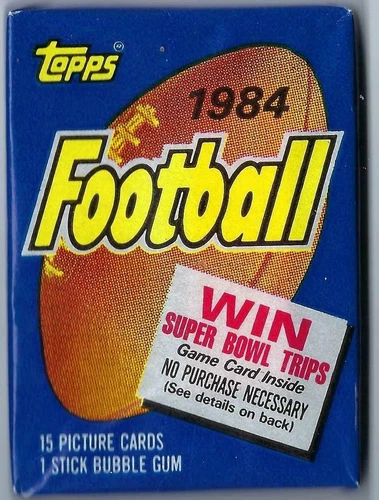 Topps
1984
Football
WIN
SUPER BOWL TRIPS
Game Card Inside
NO PURCHASE NECESSARY
(See details on back)
15 PICTURE CARDS
1 STICK BUBBLE GUM